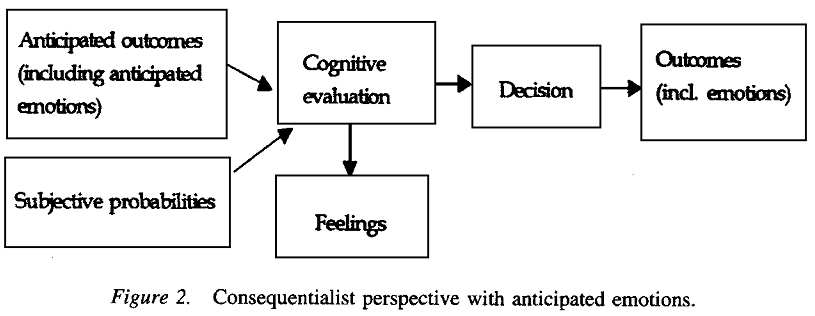 Anticipated outcomes
(including anticipated
emotions)
Subjective probabilities
Cognitive
evaluation
Feelings
Decision
Outcomes
(incl. emotions)
Figure 2. Consequentialist perspective with anticipated emotions.